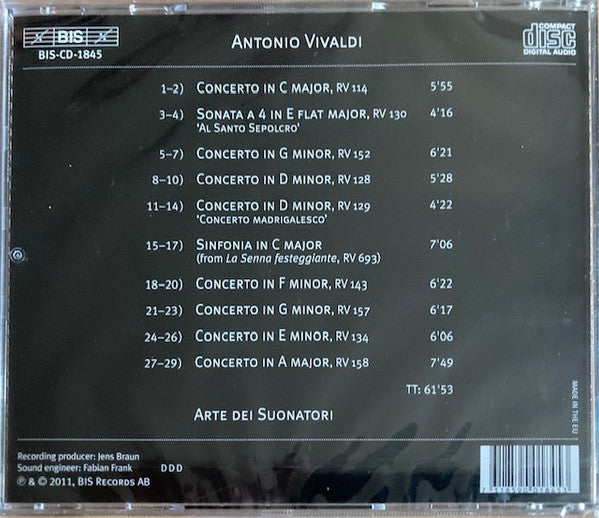 BIS
BIS-CD-1845
COMPACT
disc
DIGITAL AUDIO
Antonio Vivaldi
1–2) Concerto in C major, RV 114 5'55
3–4) Sonata a 4 in E flat major, RV 130 4'16
'Al Santo Sepolcro'
5–7) Concerto in G minor, RV 152 6'21
8–10) Concerto in D minor, RV 128 5'28
11–14) Concerto in D minor, RV 129 4'22
'Concerto madrigalesco'
15–17) Sinfonia in C major 7'06
(from La Senna festeggiante, RV 693)
18–20) Concerto in F minor, RV 143 6'22
21–23) Concerto in G minor, RV 157 6'17
24–26) Concerto in E minor, RV 134 6'06
27–29) Concerto in A major, RV 158 7'49
TT: 61'53
Arte dei Suonatori
MADE IN THE EU
Recording producer: Jens Braun
Sound engineer: Fabian Frank DDD
℗ & © 2011, BIS Records AB